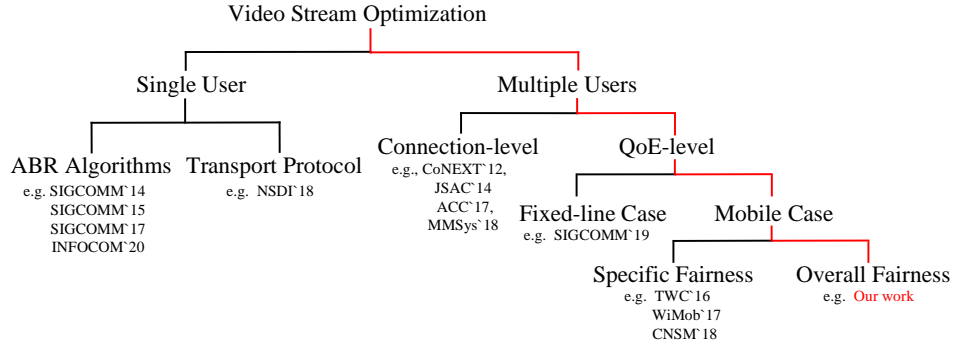 Video Stream Optimization
Single User
Multiple Users
ABR Algorithms
e.g. SIGCOMM`14
SIGCOMM`15
SIGCOMM`17
INFOCOM`20
Transport Protocol
e.g. NSDI`18
Connection-level
e.g., CoNEXT`12,
JSAC`14
ACC`17,
MMSys`18
QoE-level
Fixed-line Case
e.g. SIGCOMM`19
Mobile Case
Specific Fairness
e.g. TWC`16
WiMob`17
CNSM`18
Overall Fairness
e.g. Our work